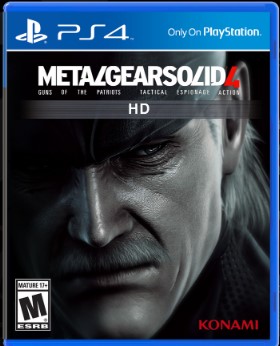 PS4
Only On PlayStation.
METAL GEAR SOLID 4
GUNS OF THE PATRIOTS TACTICAL ESPIONAGE ACTION
HD
MATURE 17+
M
ESRB
KONAMI